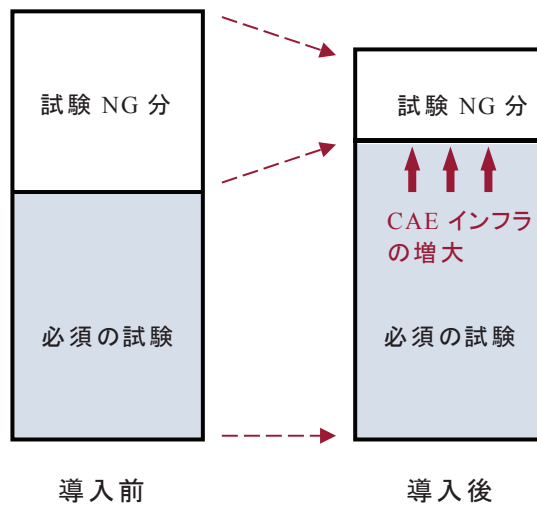 試験 NG 分
必須の試験
導入前
試験 NG 分
CAE インフラ
の増大
必須の試験
導入後